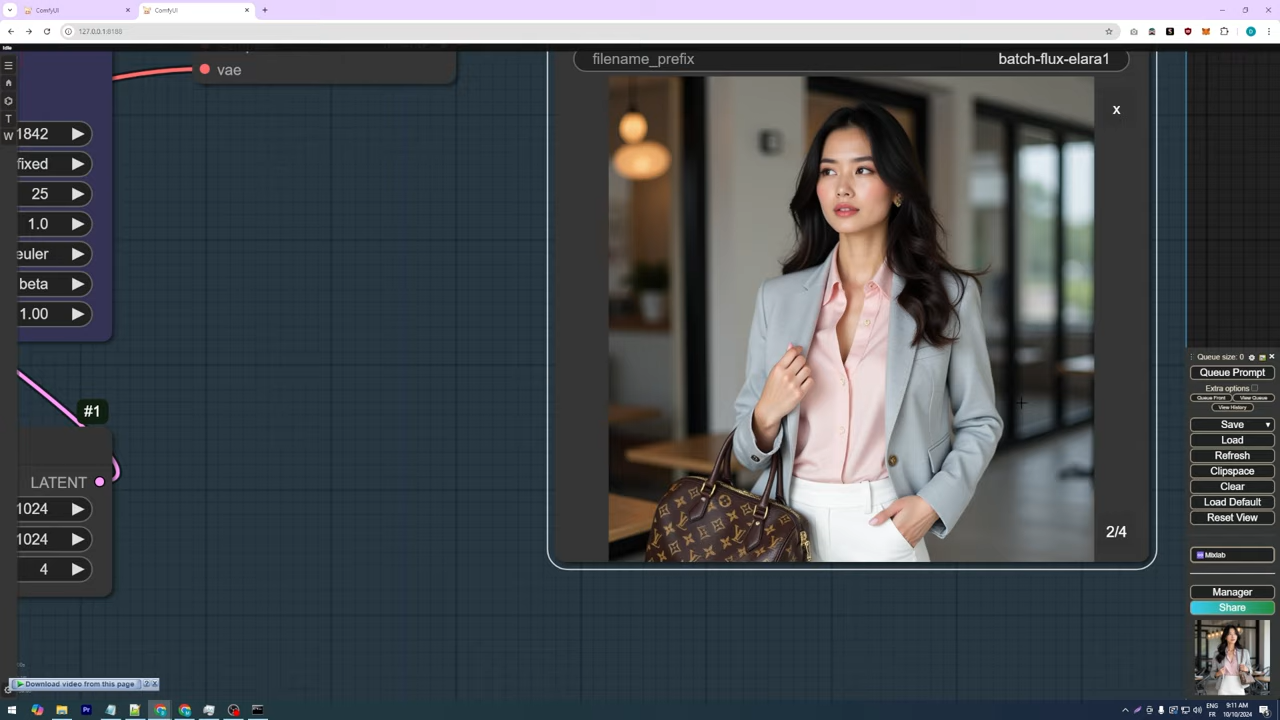 ComfyUI
ComfyUI
127.0.0.1:8188
Idle
filename_prefix
batch-flux-elara1
vae
T
W
1842
fixed
25
1.0
euler
beta
1.00
x
#1
LATENT
1024
1024
4
2/4
Queue size: 0
Queue Prompt
Extra options
Queue Front
View Queue
View History
Save
Load
Refresh
Clipspace
Clear
Load Default
Reset View
Mixlab
Manager
Share
Download video from this page
ENG
FR
9:11 AM
10/10/2024